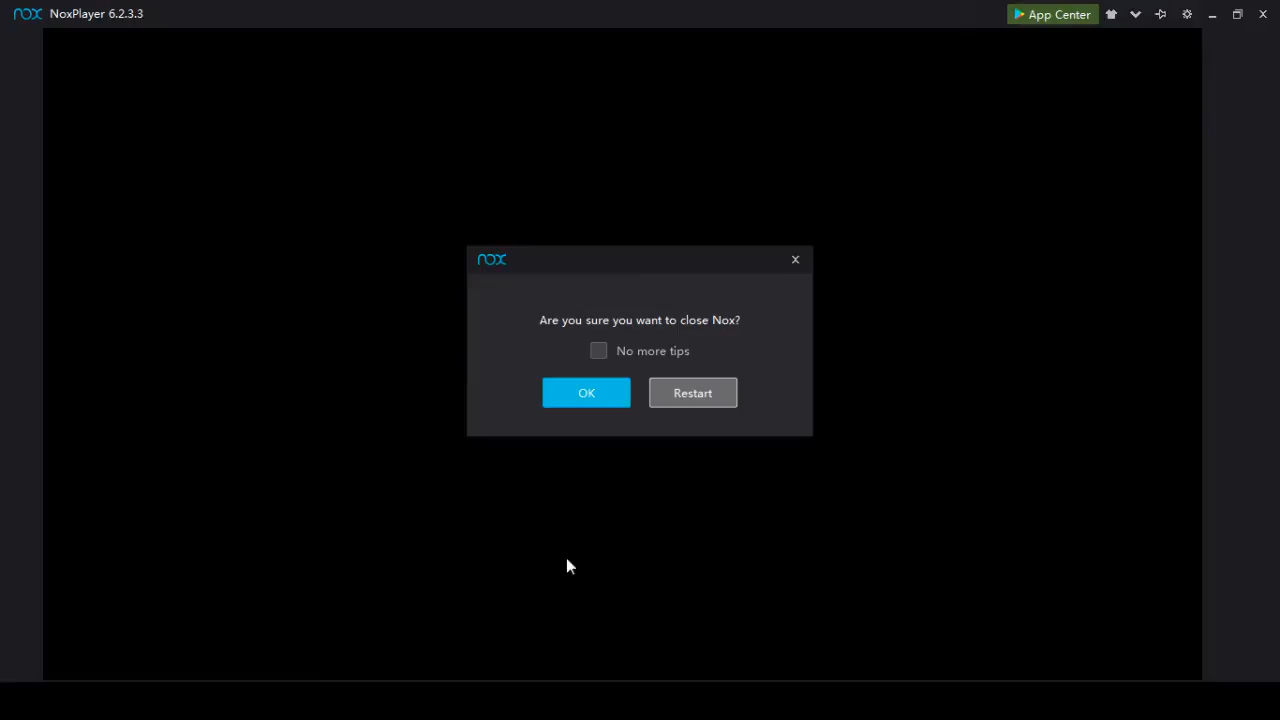 nox NoxPlayer 6.2.3.3 App Center
nox
Are you sure you want to close Nox?
No more tips
OK Restart